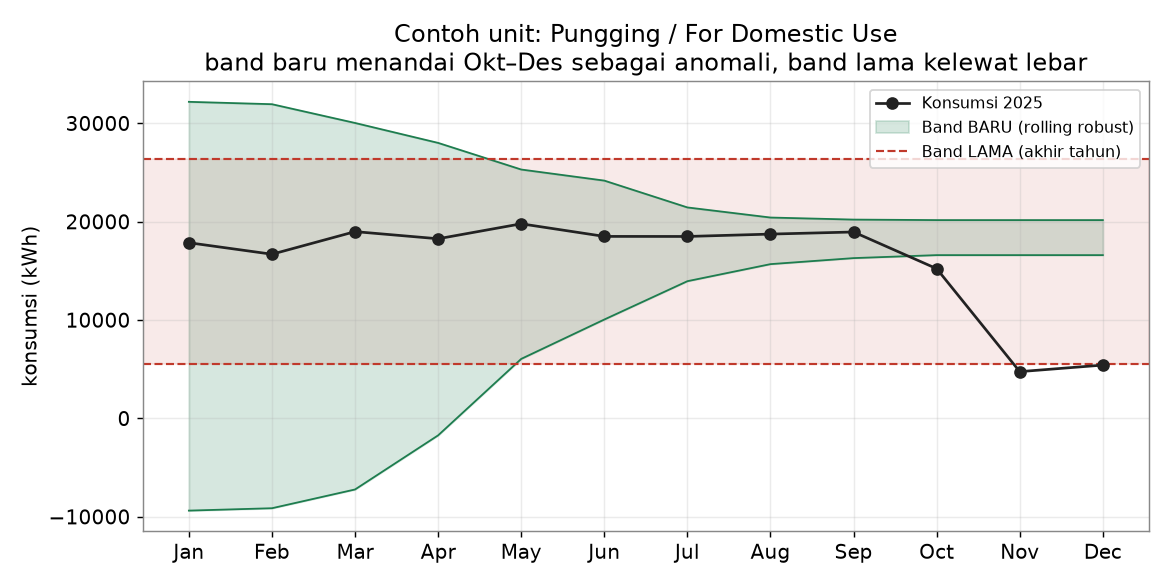 Contoh unit: Pungging / For Domestic Use
band baru menandai Okt–Des sebagai anomali, band lama kelewat lebar
Konsumsi 2025
Band BARU (rolling robust)
Band LAMA (akhir tahun)
konsumsi (kWh)
30000
20000
10000
0
−10000
Jan Feb Mar Apr May Jun Jul Aug Sep Oct Nov Dec